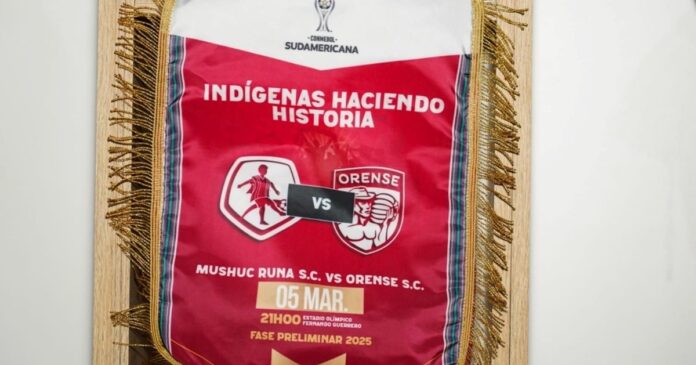 CONMEBOL
SUDAMERICANA
INDÍGENAS HACIENDO
HISTORIA
ORENSE
VS
MUSHUC RUNA S.C. VS ORENSE S.C.
05 MAR.
21H00 ESTADIO OLÍMPICO
FERNANDO GUERRERO
FASE PRELIMINAR 2025